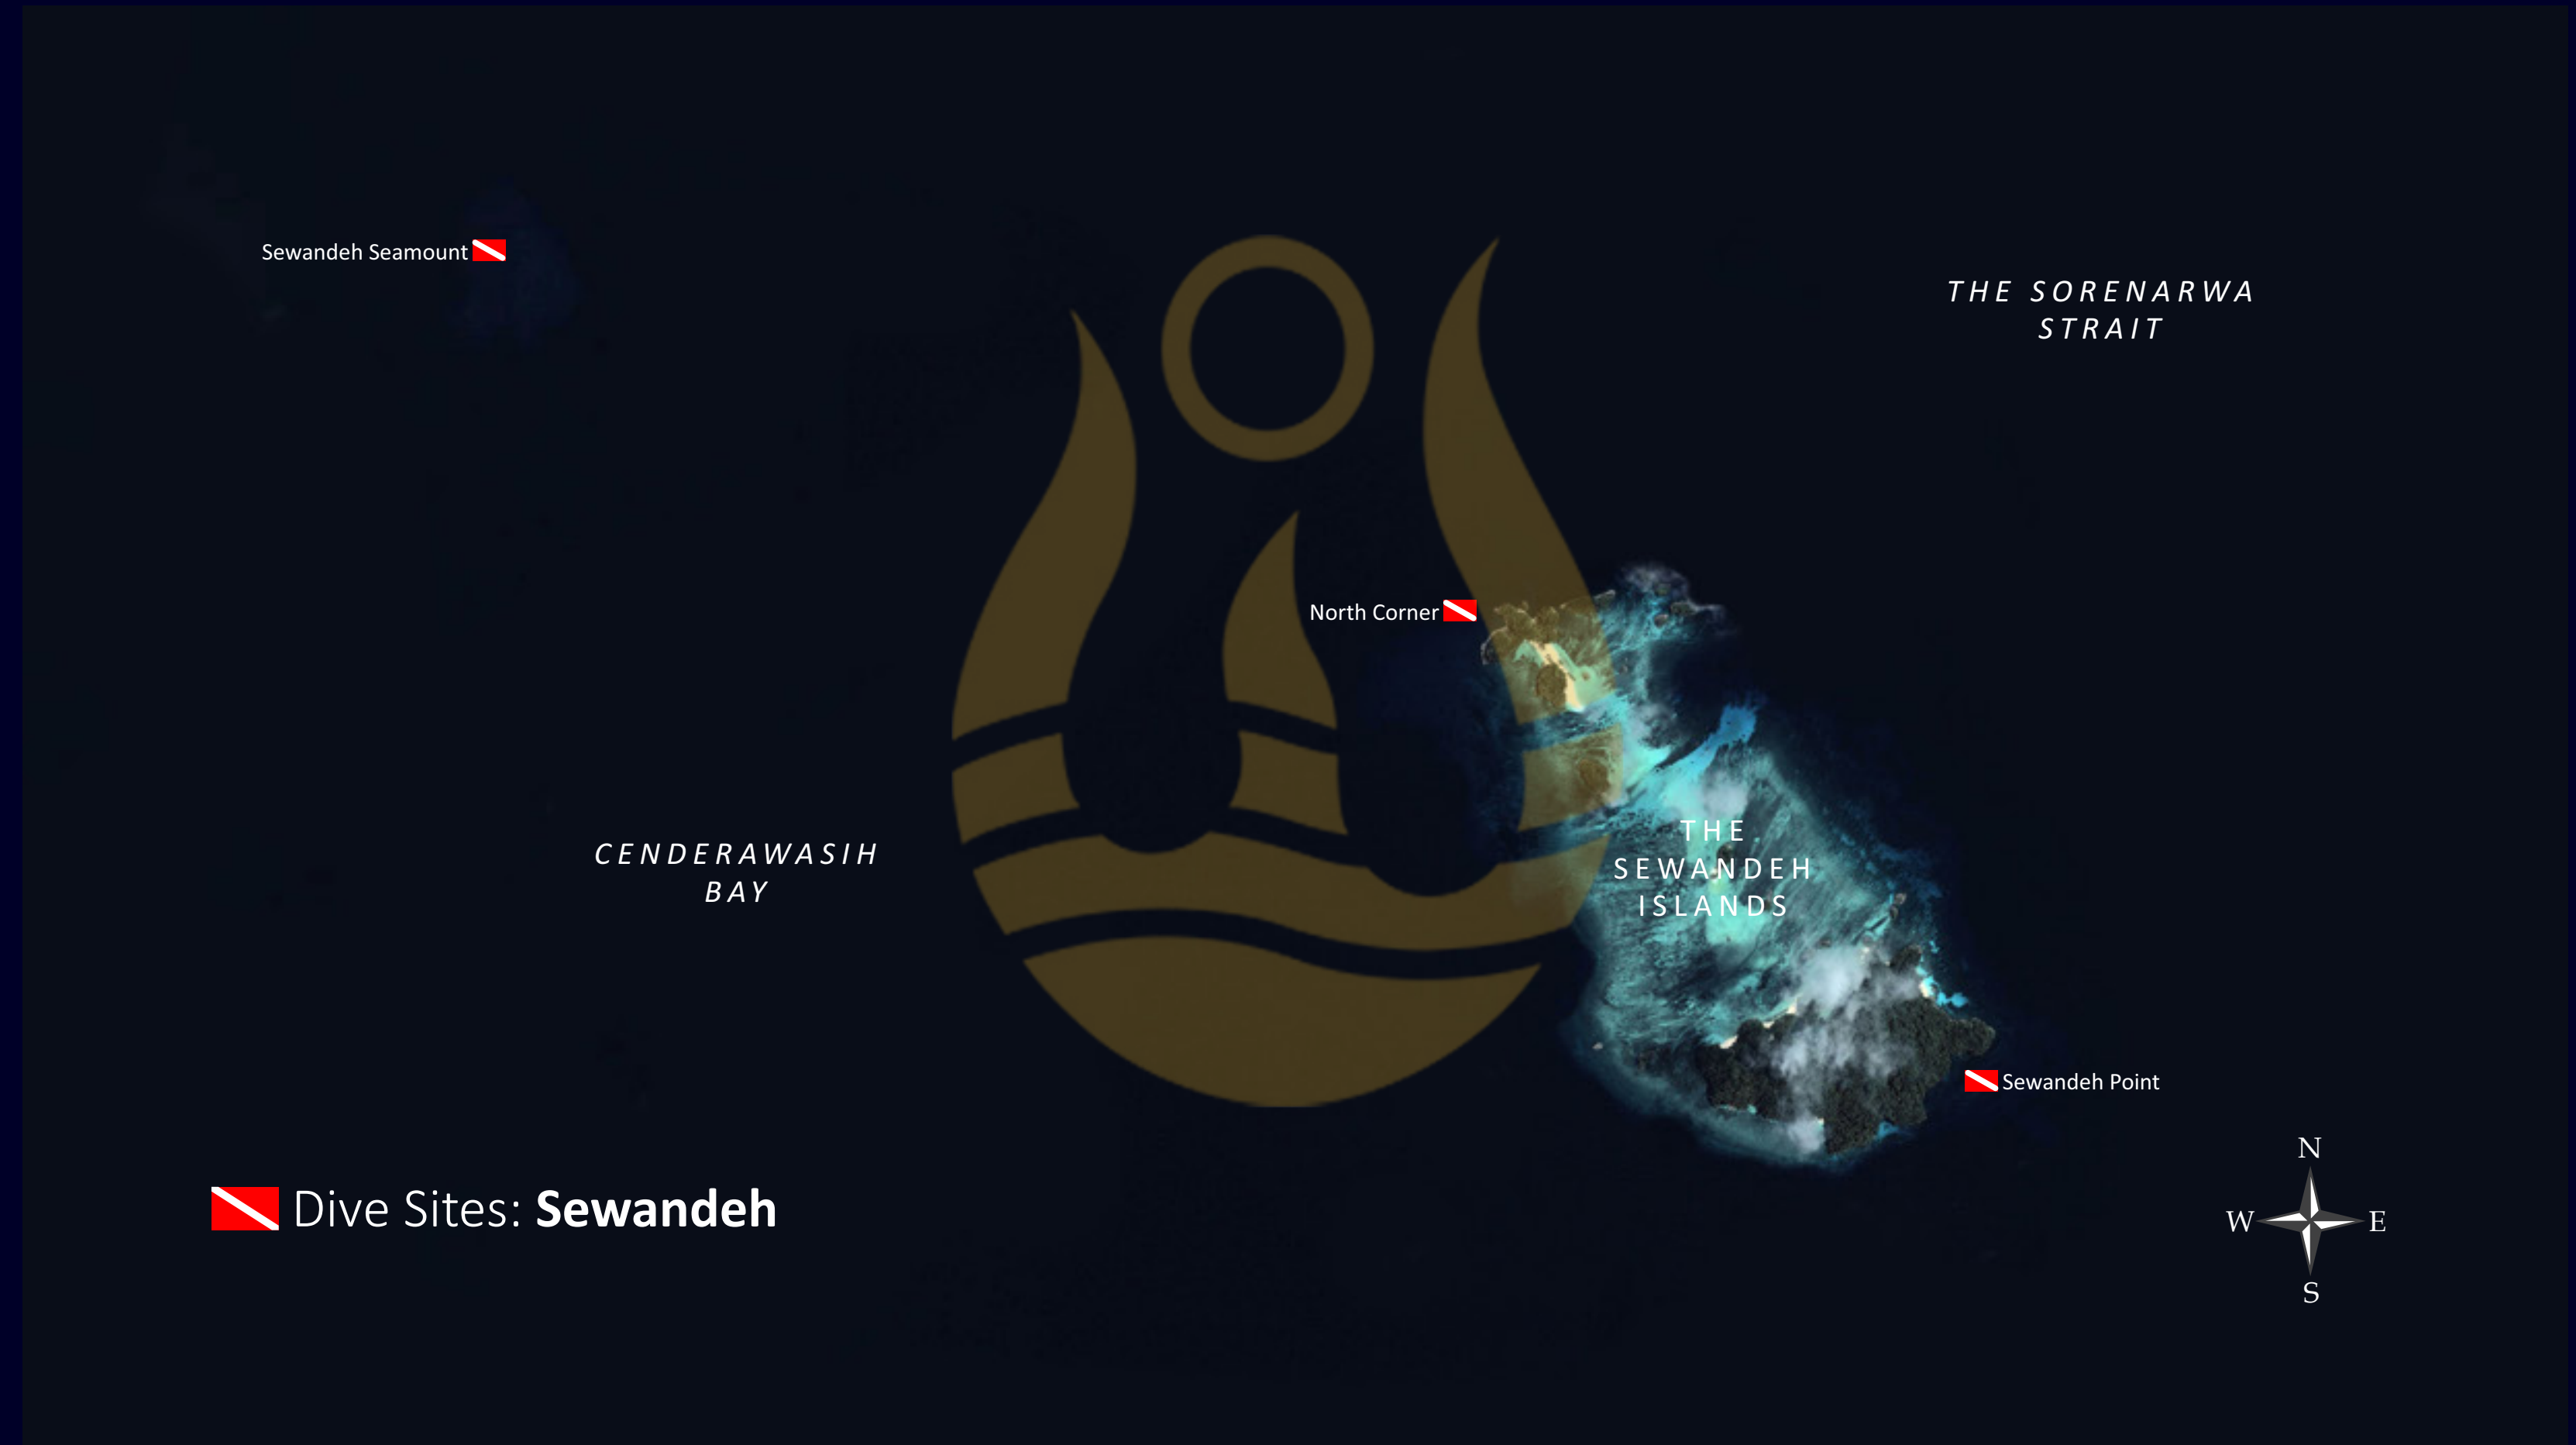 Sewandeh Seamount
THE SORENARWA
STRAIT
North Corner
CENDERAWASIH
BAY
THE
SEWANDEH
ISLANDS
Sewandeh Point
Dive Sites: Sewandeh
N
W E
S